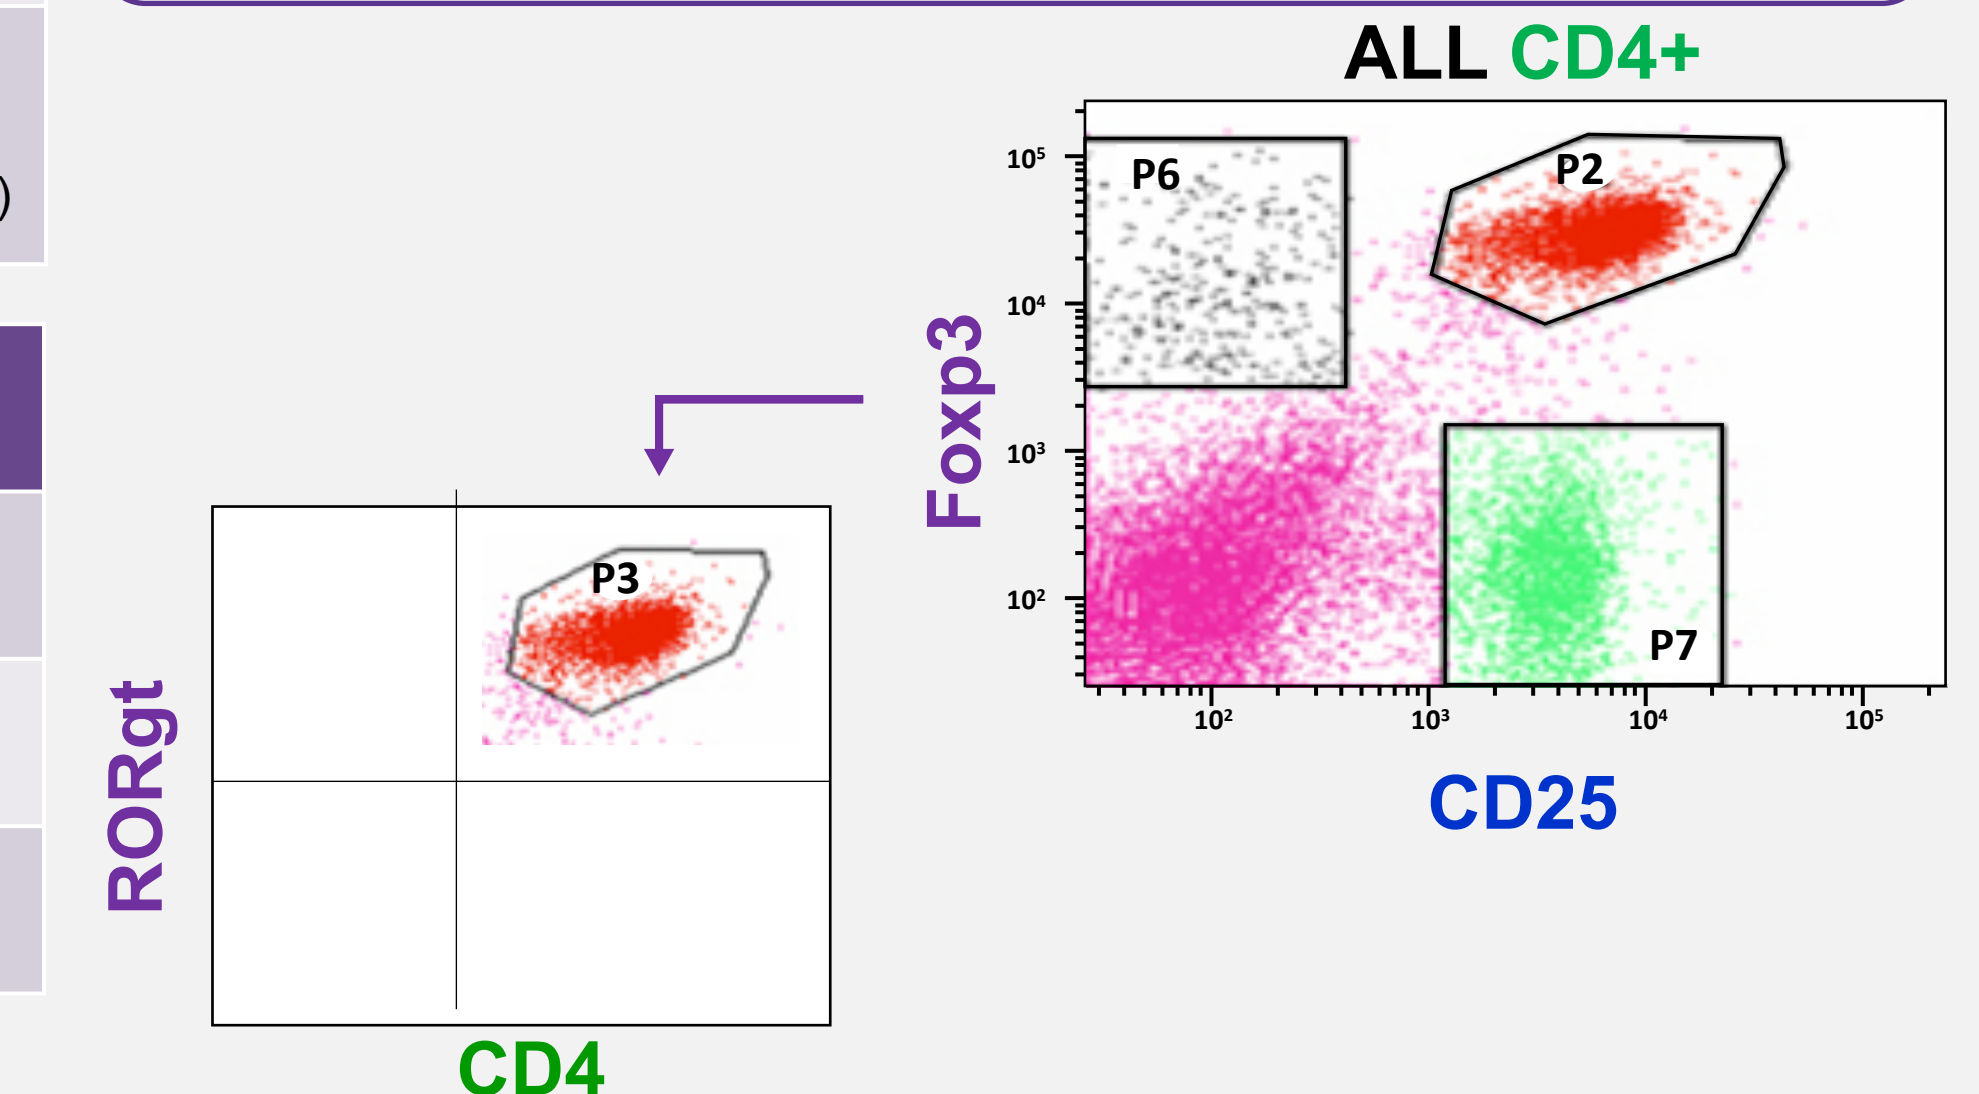 ALL CD4+
)
10⁵
P6
P2
10⁴
Foxp3
10³
10²
P7
10²
10³
10⁴
10⁵
CD25
P3
RORgt
CD4